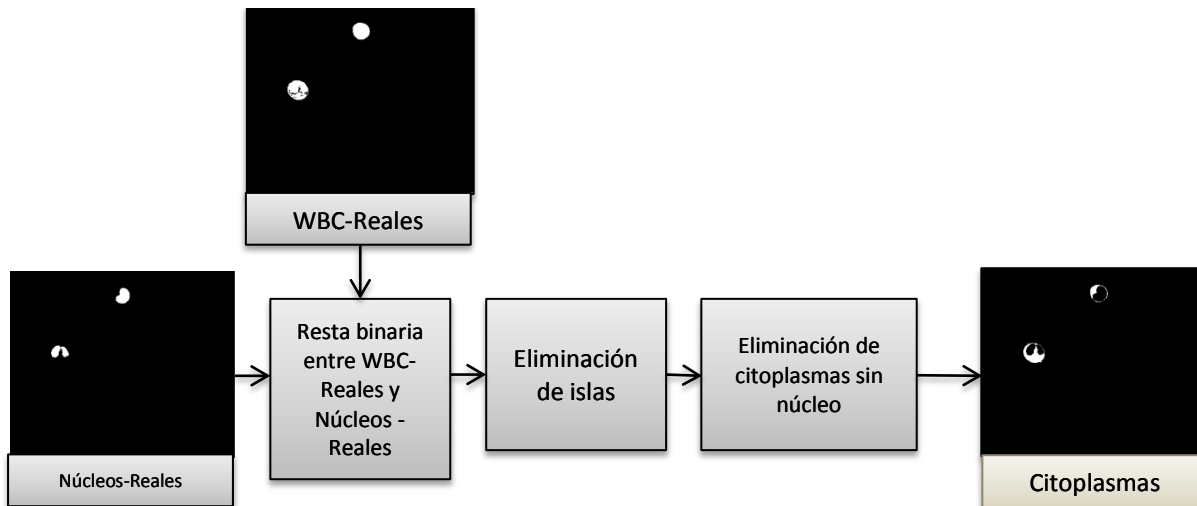 WBC-Reales
Núcleos-Reales
Resta binaria
entre WBC-
Reales y
Núcleos -
Reales
Eliminación
de islas
Eliminación de
citoplasmas sin
núcleo
Citoplasmas